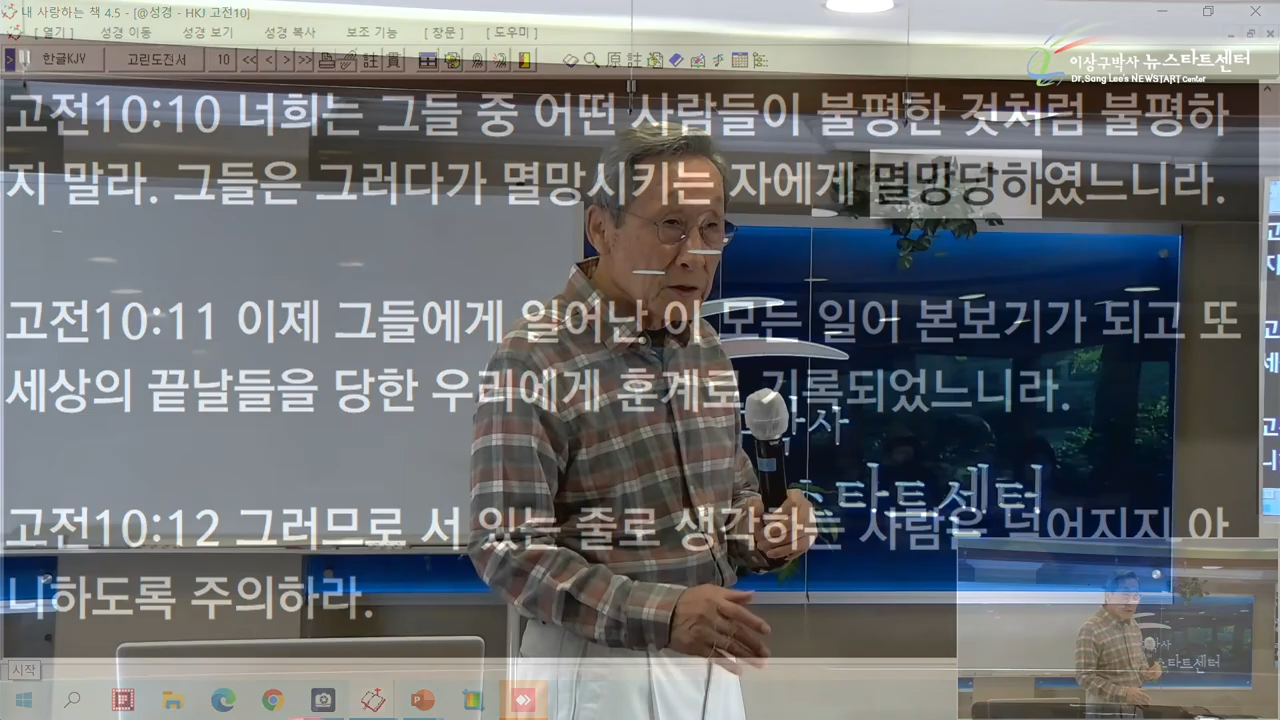 내 사랑하는 책 4.5 - [@성경 - HKJ 고전10]
[ 열기 ] 성경 이동 성경 보기 성경 복사 보조 기능 [ 장문 ] [ 도우미 ]
한글KJV 고린도전서 10 << < > >>
이상구박사 뉴스타트센터
Dr. Sang Lee's NEWSTART Center
고전10:10 너희는 그들 중 어떤 사람들이 불평한 것처럼 불평하
지 말라. 그들은 그러다가 멸망시키는 자에게 멸망당하였느니라.
고전10:11 이제 그들에게 일어난 이 모든 일어 본보기가 되고 또
세상의 끝날들을 당한 우리에게 훈계로 기록되었느니라.
박사
스타트센터
고전10:12 그러므로 서 있는 줄로 생각하는 사람은 넘어지지 아
니하도록 주의하라.
박사
스타트센터
시작